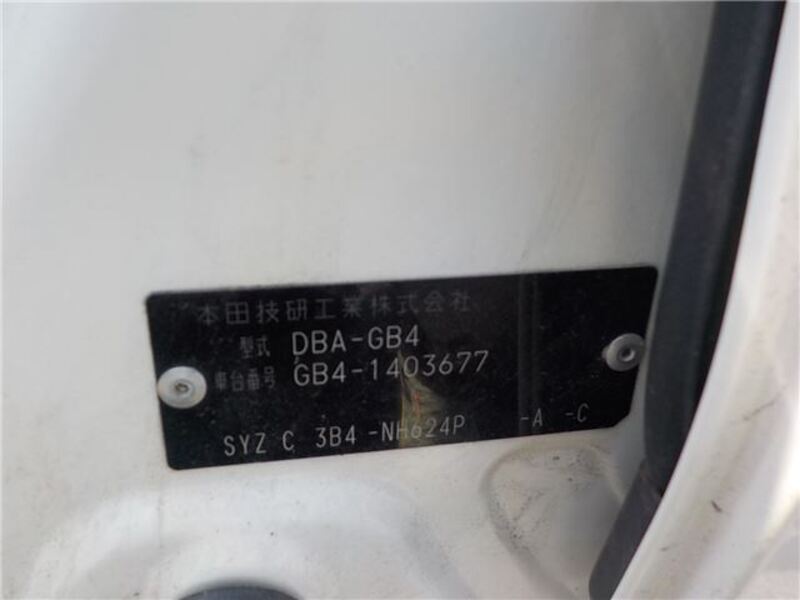 本田技研工業株式会社
型式 DBA-GB4
車台番号 GB4-1403677
SYZ C 3B4 -NH624P -A -C